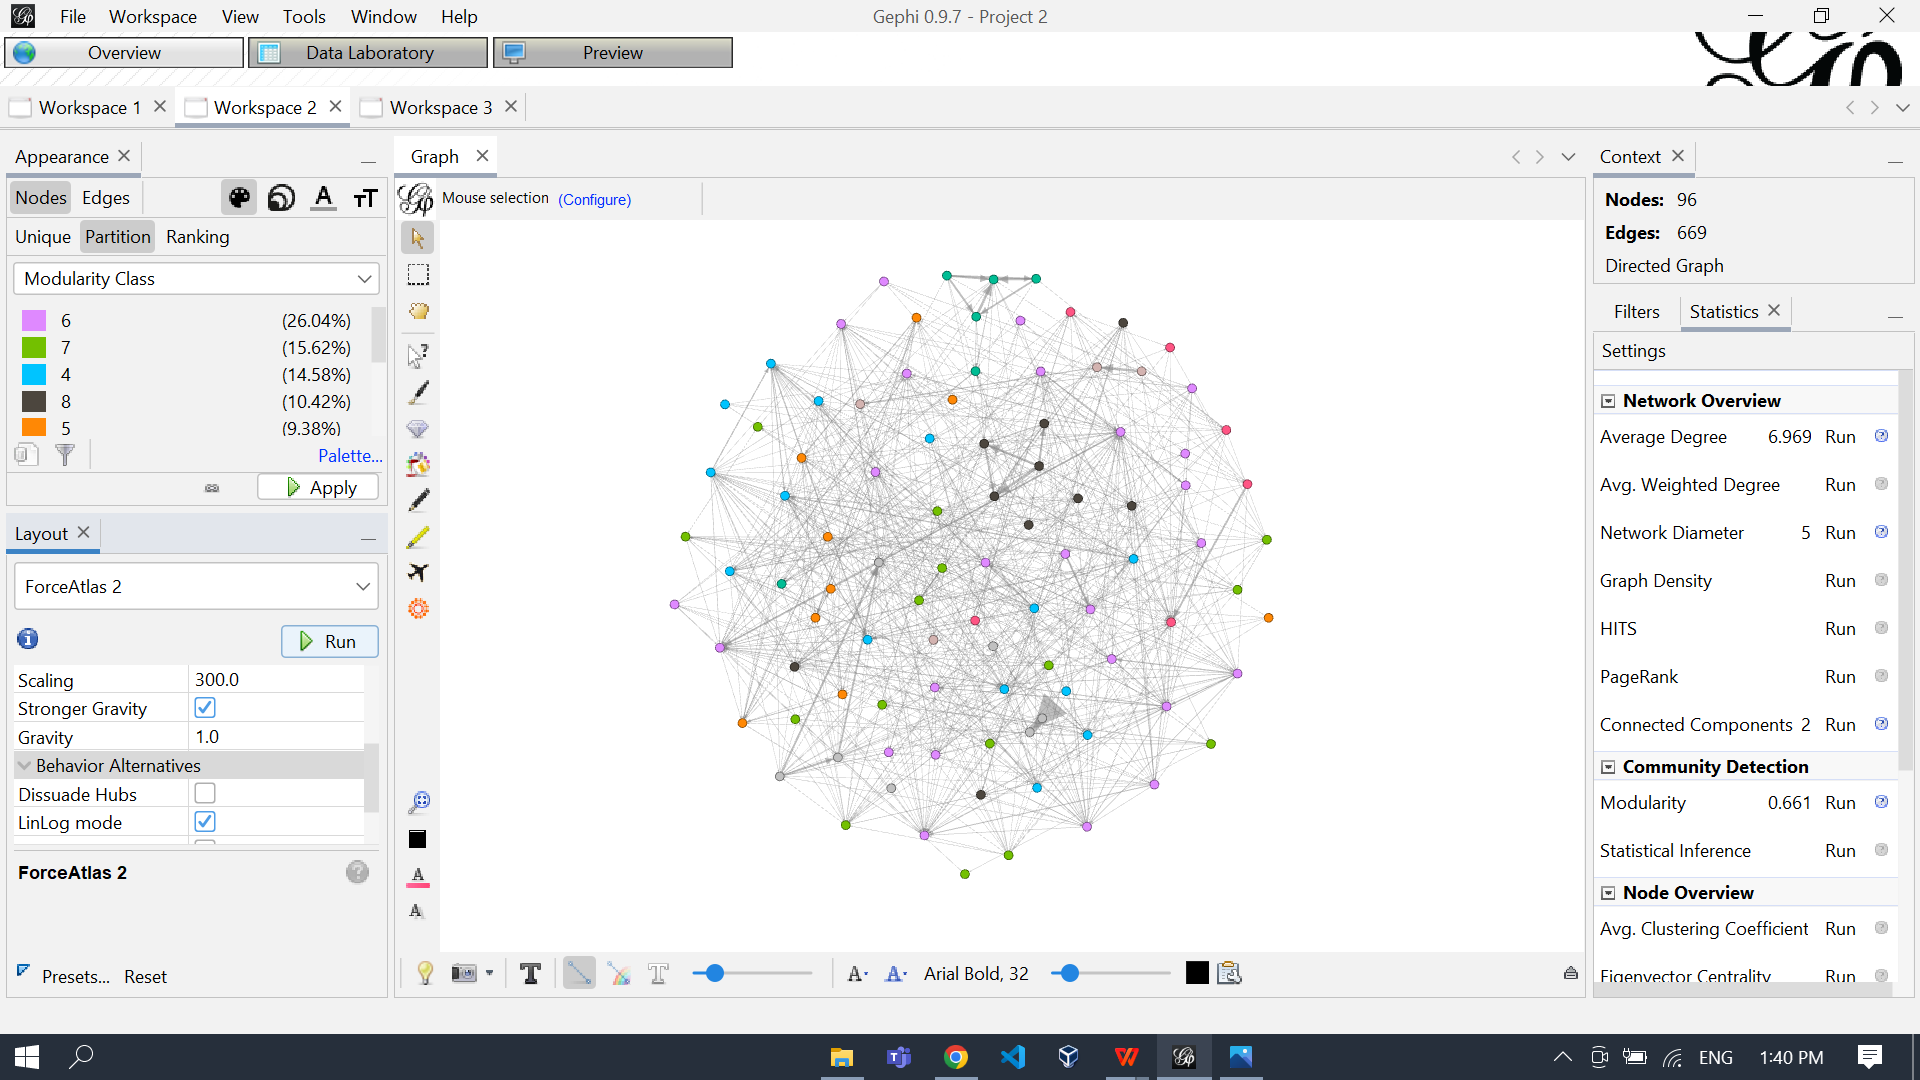 File Workspace View Tools Window Help
Gephi 0.9.7 - Project 2
Overview Data Laboratory Preview
Workspace 1 Workspace 2 Workspace 3
Appearance
Nodes Edges A TT
Unique Partition Ranking
Modularity Class
6 (26.04%)
7 (15.62%)
4 (14.58%)
8 (10.42%)
5 (9.38%)
Palette...
Apply
Layout
ForceAtlas 2
Run
Scaling 300.0
Stronger Gravity
Gravity 1.0
Behavior Alternatives
Dissuade Hubs
LinLog mode
ForceAtlas 2
Presets... Reset
Graph
Mouse selection (Configure)
Arial Bold, 32
Context
Nodes: 96
Edges: 669
Directed Graph
Filters Statistics
Settings
Network Overview
Average Degree 6.969 Run
Avg. Weighted Degree Run
Network Diameter 5 Run
Graph Density Run
HITS Run
PageRank Run
Connected Components 2 Run
Community Detection
Modularity 0.661 Run
Statistical Inference Run
Node Overview
Avg. Clustering Coefficient Run
Eigenvector Centrality Run
ENG 1:40 PM